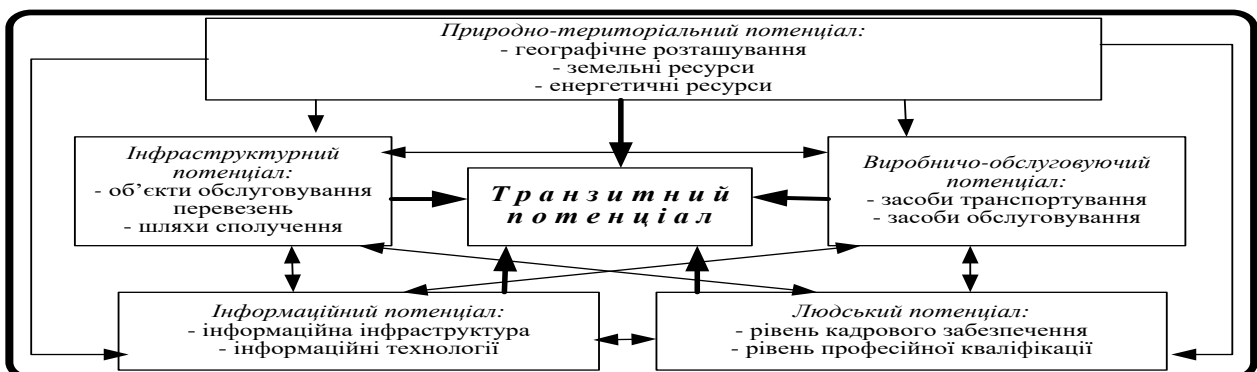 Природно-територіальний потенціал:
- географічне розташування
- земельні ресурси
- енергетичні ресурси
Інфраструктурний
потенціал:
- об’єкти обслуговування
перевезень
- шляхи сполучення
Транзитний
потенціал
Виробничо-обслуговуючий
потенціал:
- засоби транспортування
- засоби обслуговування
Інформаційний потенціал:
- інформаційна інфраструктура
- інформаційні технології
Людський потенціал:
- рівень кадрового забезпечення
- рівень професійної кваліфікації